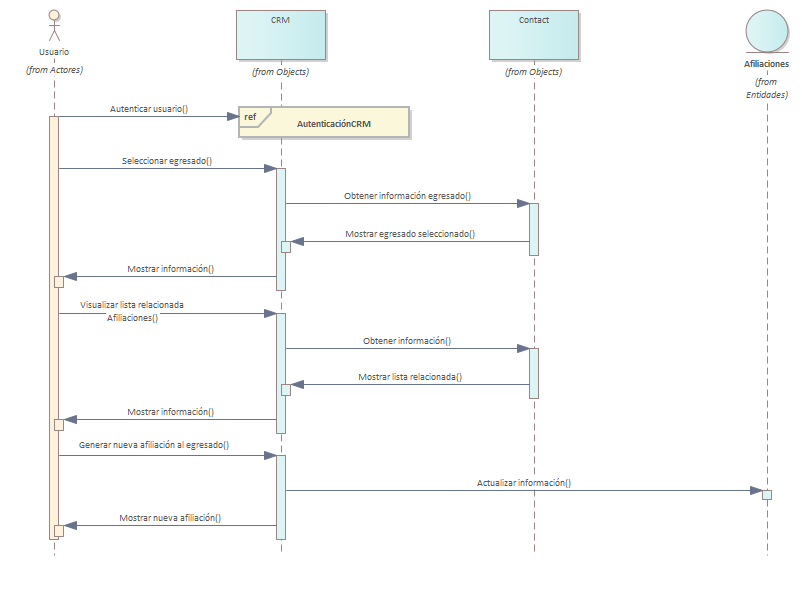 CRM
Contact
Usuario
(from Actores)
(from Objects)
(from Objects)
Afiliaciones
(from
Entidades)
Autenticar usuario()
ref
AutenticaciónCRM
Seleccionar egresado()
Obtener información egresado()
Mostrar egresado seleccionado()
Mostrar información()
Visualizar lista relacionada
Afiliaciones()
Obtener información()
Mostrar lista relacionada()
Mostrar información()
Generar nueva afiliación al egresado()
Actualizar información()
Mostrar nueva afiliación()